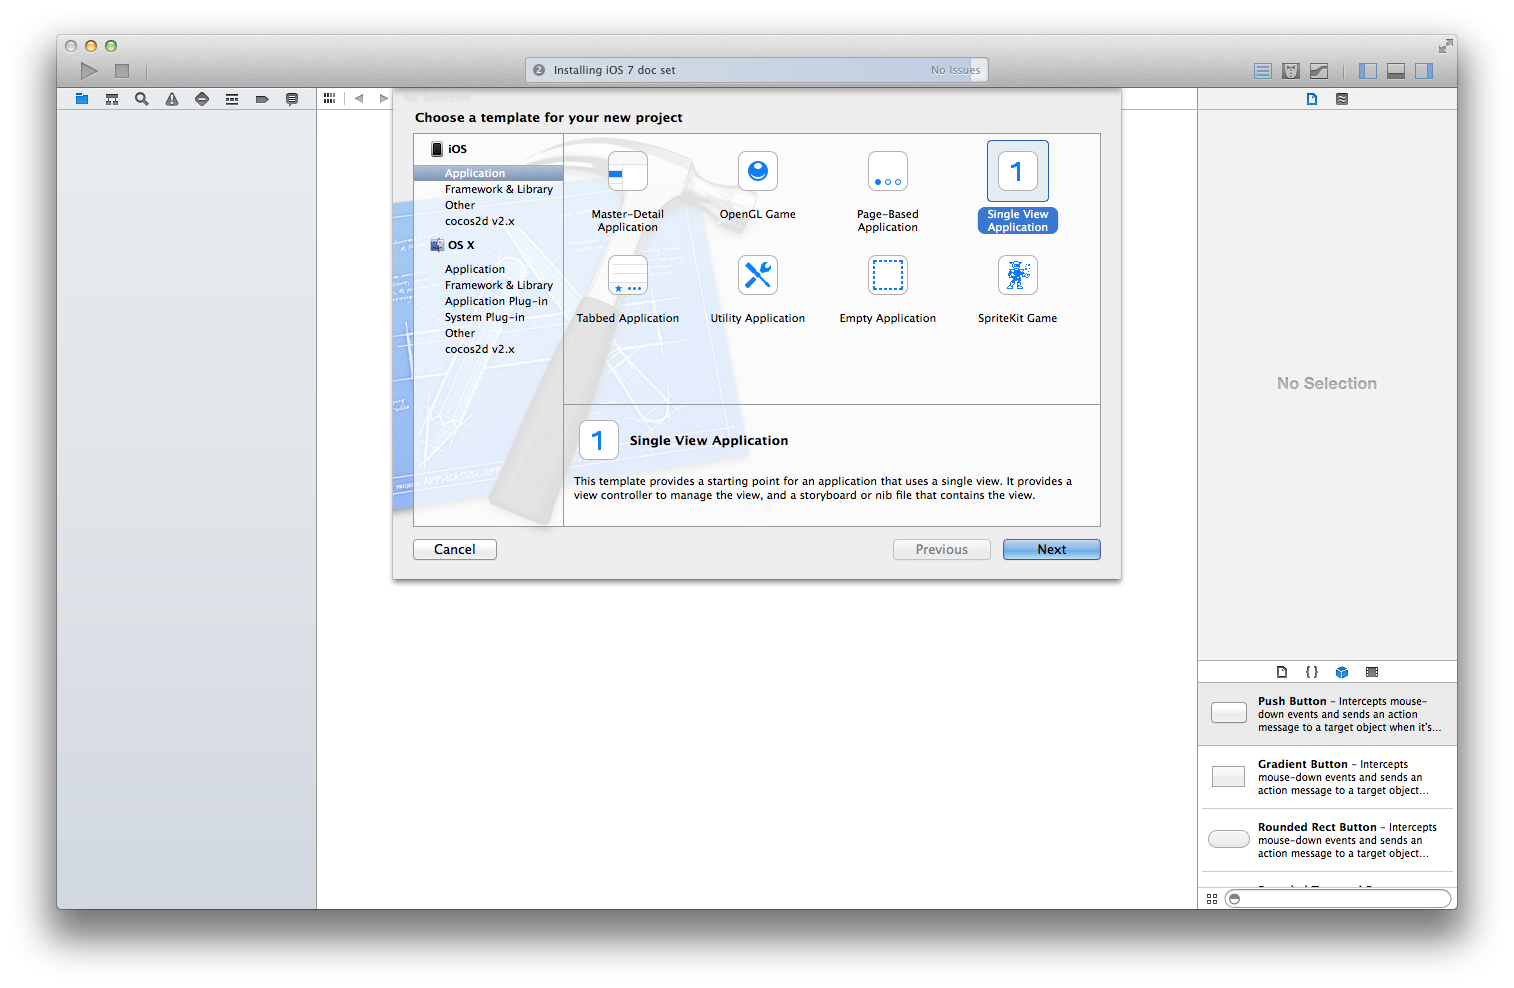 2 Installing iOS 7 doc set No Issues
No Selection
Choose a template for your new project
iOS
Application
Framework & Library
Other
cocos2d v2.x
OS X
Application
Framework & Library
Application Plug-in
System Plug-in
Other
cocos2d v2.x
Master-Detail
Application
OpenGL Game
Page-Based
Application
1
Single View
Application
Tabbed Application
Utility Application
Empty Application
SpriteKit Game
1
Single View Application
This template provides a starting point for an application that uses a single view. It provides a
view controller to manage the view, and a storyboard or nib file that contains the view.
Cancel
Previous
Next
No Selection
{ }
Push Button – Intercepts mouse-
down events and sends an action
message to a target object when it's...
Gradient Button – Intercepts
mouse-down events and sends an
action message to a target object...
Rounded Rect Button – Intercepts
mouse-down events and sends an
action message to a target object...